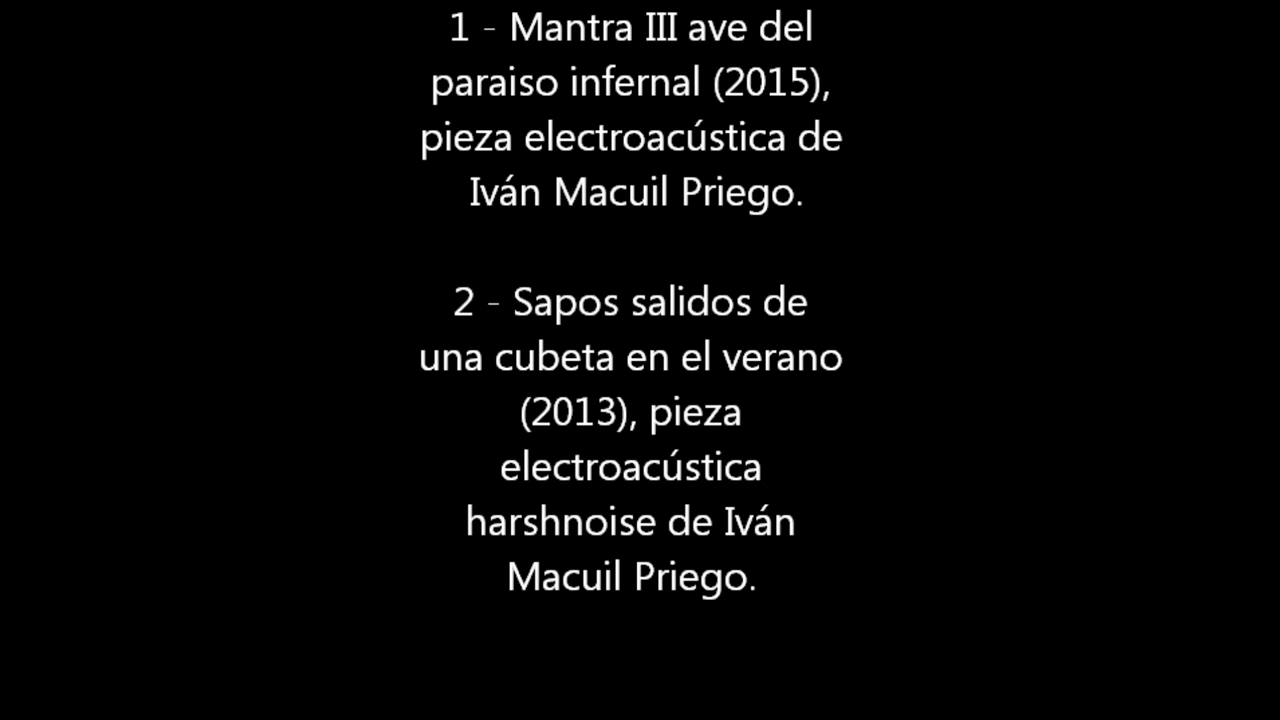 1 - Mantra III ave del
paraiso infernal (2015),
pieza electroacústica de
Iván Macuil Priego.
2 - Sapos salidos de
una cubeta en el verano
(2013), pieza
electroacústica
harshnoise de Iván
Macuil Priego.